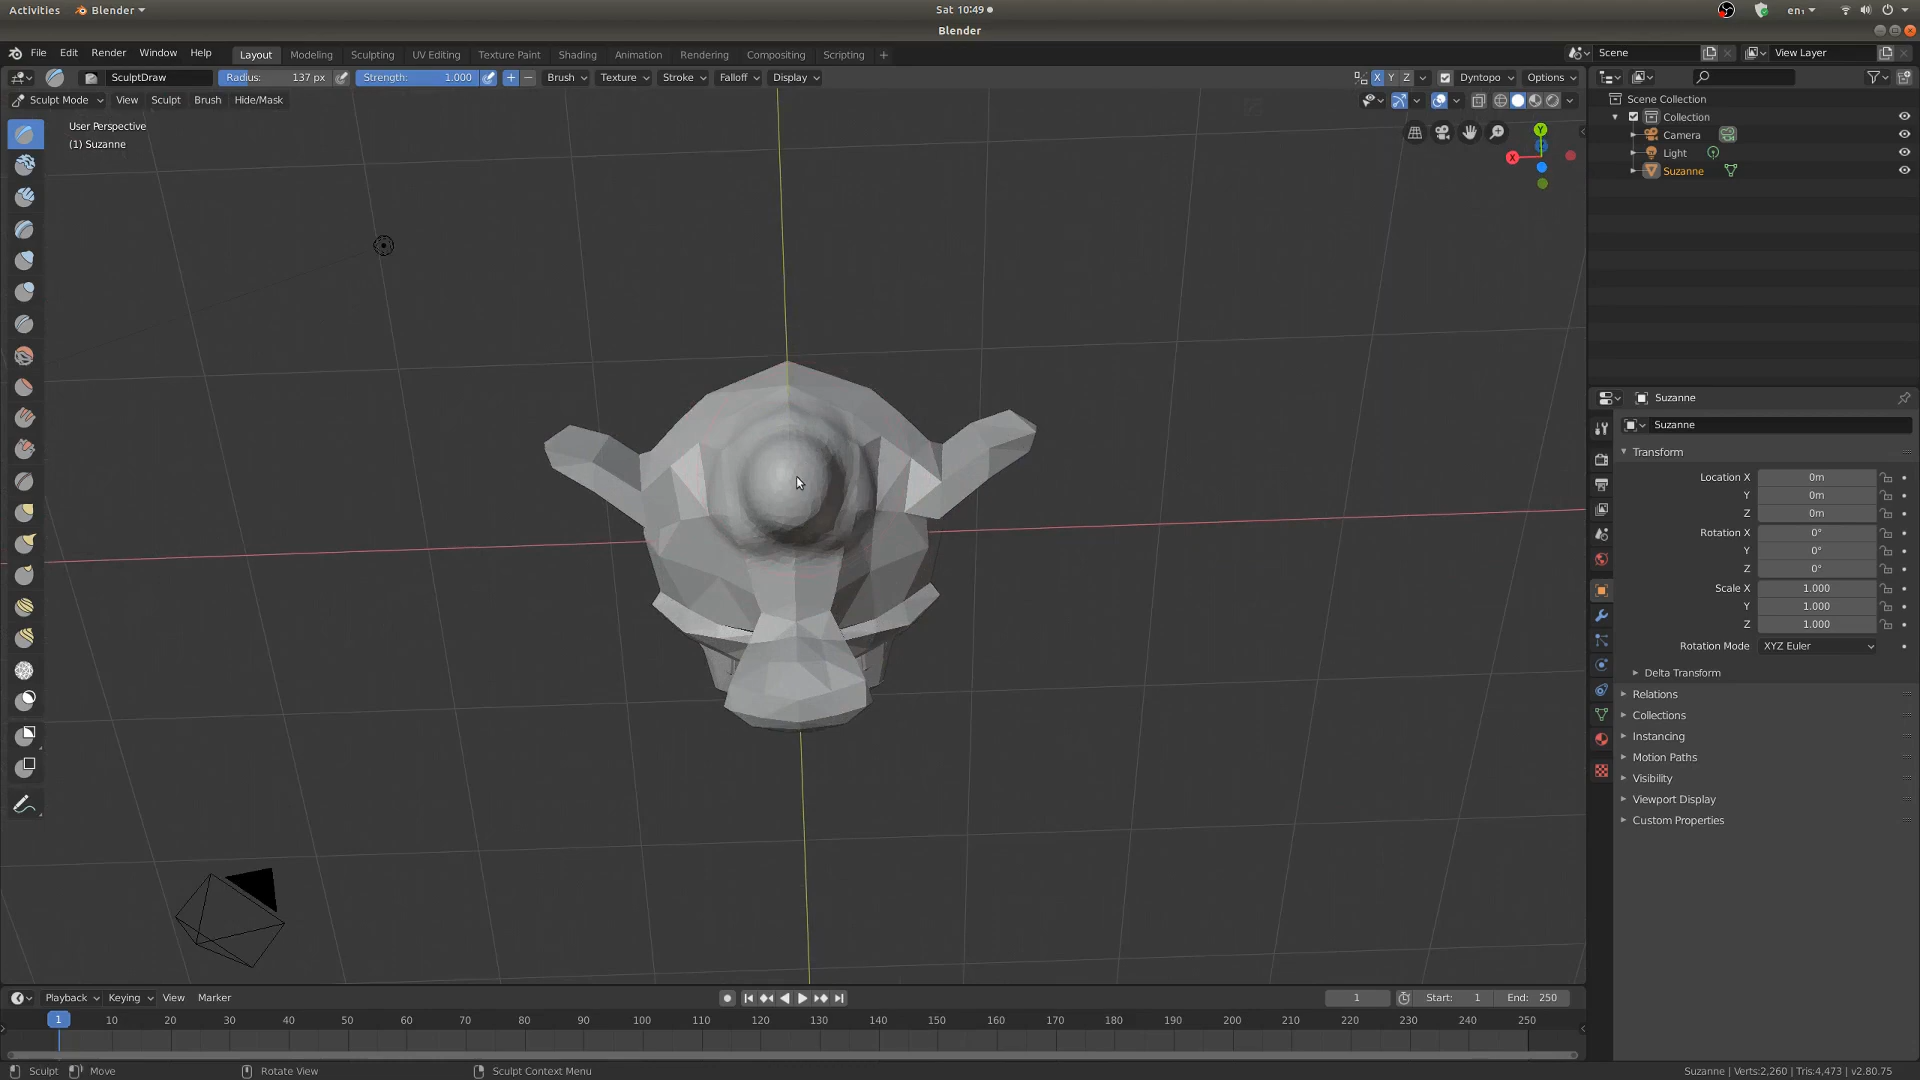 Activities Blender Sat 10:49 en₁
Blender
File Edit Render Window Help Layout Modeling Sculpting UV Editing Texture Paint Shading Animation Rendering Compositing Scripting + Scene View Layer
SculptDraw Radius: 137 px Strength: 1.000 Brush Texture Stroke Falloff Display X Y Z Dyntopo Options
Sculpt Mode View Sculpt Brush Hide/Mask
User Perspective
(1) Suzanne
Y
X
Scene Collection
Collection
Camera
Light
Suzanne
Suzanne
Suzanne
Transform
Location X 0m
Y 0m
Z 0m
Rotation X 0°
Y 0°
Z 0°
Scale X 1.000
Y 1.000
Z 1.000
Rotation Mode XYZ Euler
Delta Transform
Relations
Collections
Instancing
Motion Paths
Visibility
Viewport Display
Custom Properties
Playback Keying View Marker 1 Start: 1 End: 250
1 10 20 30 40 50 60 70 80 90 100 110 120 130 140 150 160 170 180 190 200 210 220 230 240 250
Sculpt Move Rotate View Sculpt Context Menu Suzanne | Verts:2,260 | Tris:4,473 | v2.80.75